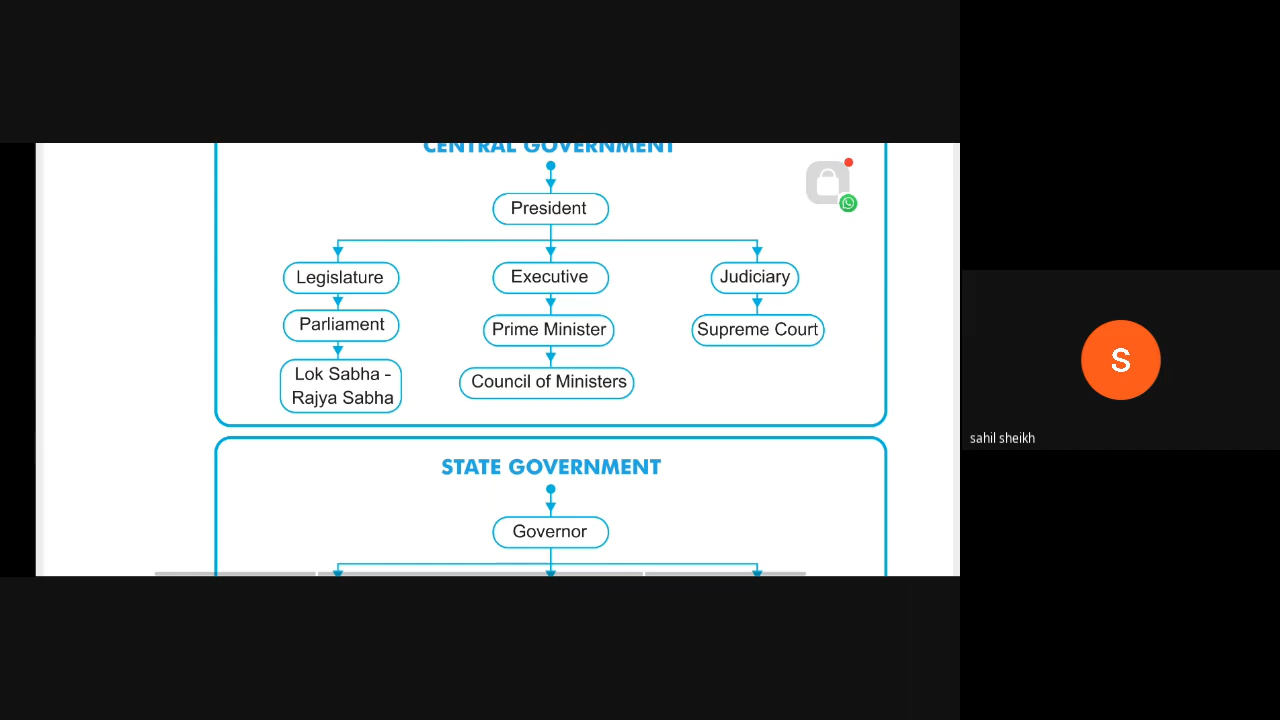 CENTRAL GOVERNMENT
President
Legislature
Executive
Judiciary
Parliament
Prime Minister
Supreme Court
Lok Sabha -
Rajya Sabha
Council of Ministers
STATE GOVERNMENT
Governor
S
sahil sheikh